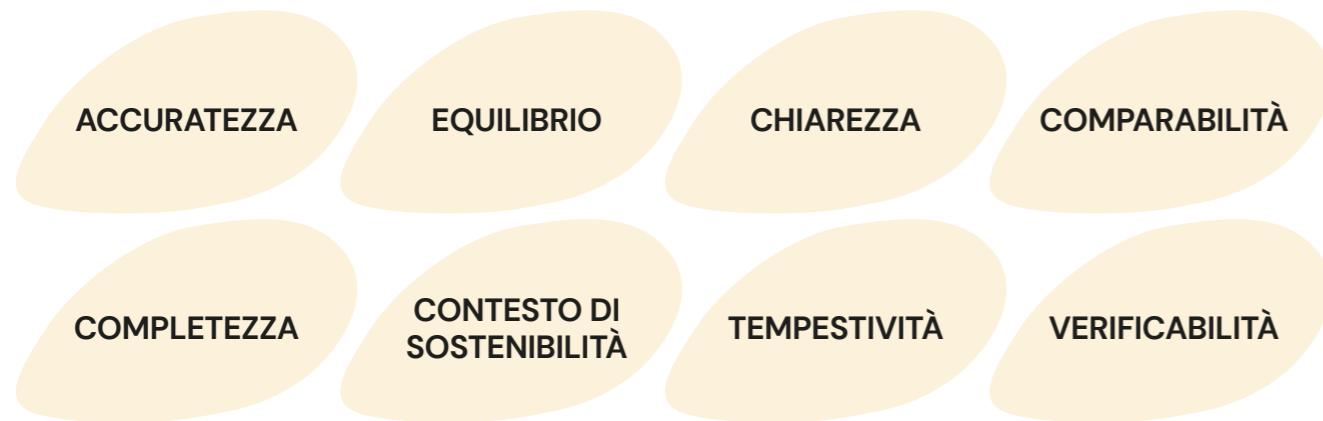 ACCURATEZZA
EQUILIBRIO
CHIAREZZA
COMPARABILITÀ
COMPLETEZZA
CONTESTO DI
SOSTENIBILITÀ
TEMPESTIVITÀ
VERIFICABILITÀ